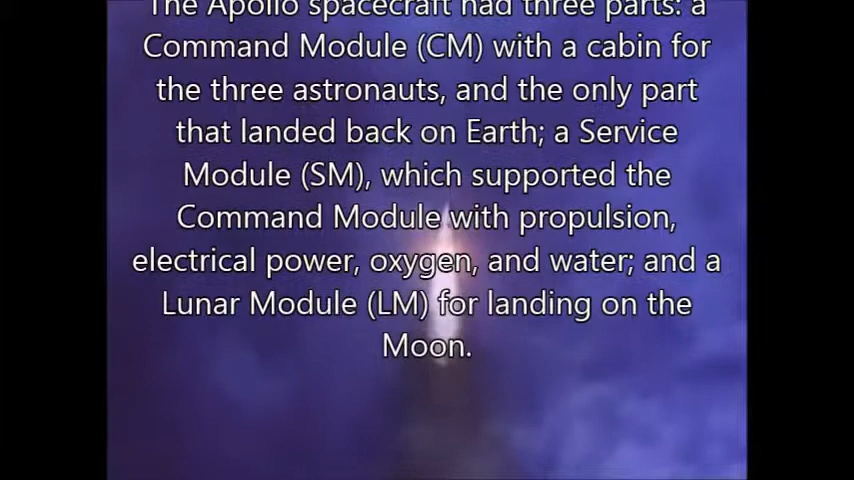 The Apollo spacecraft had three parts: a
Command Module (CM) with a cabin for
the three astronauts, and the only part
that landed back on Earth; a Service
Module (SM), which supported the
Command Module with propulsion,
electrical power, oxygen, and water; and a
Lunar Module (LM) for landing on the
Moon.